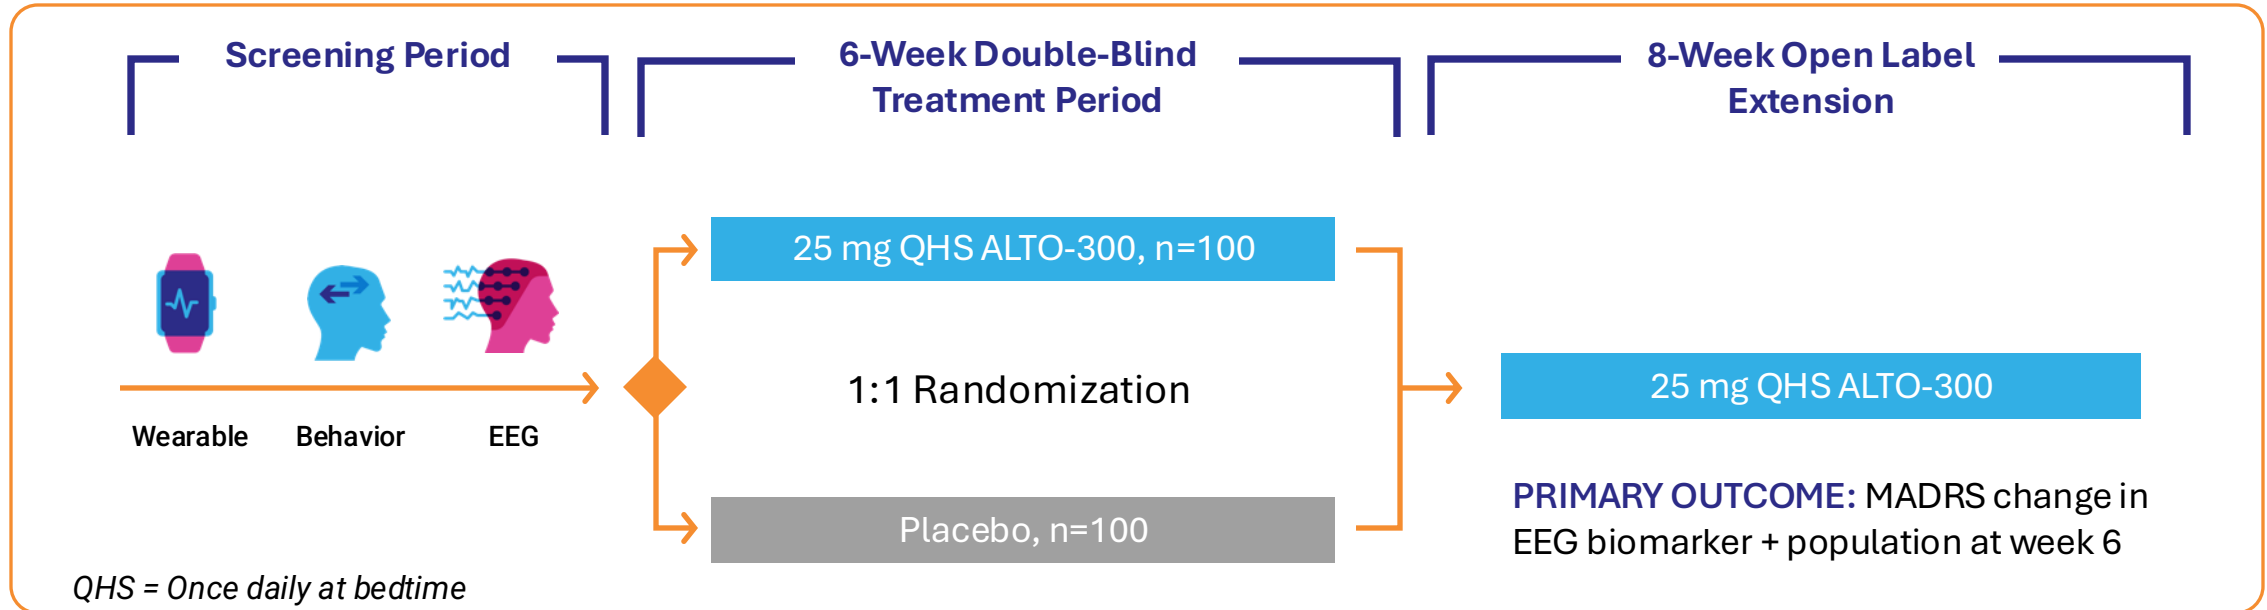 Screening Period
6-Week Double-Blind
Treatment Period
8-Week Open Label
Extension
25 mg QHS ALTO-300, n=100
1:1 Randomization
25 mg QHS ALTO-300
Wearable
Behavior
EEG
Placebo, n=100
PRIMARY OUTCOME: MADRS change in
EEG biomarker + population at week 6
QHS = Once daily at bedtime